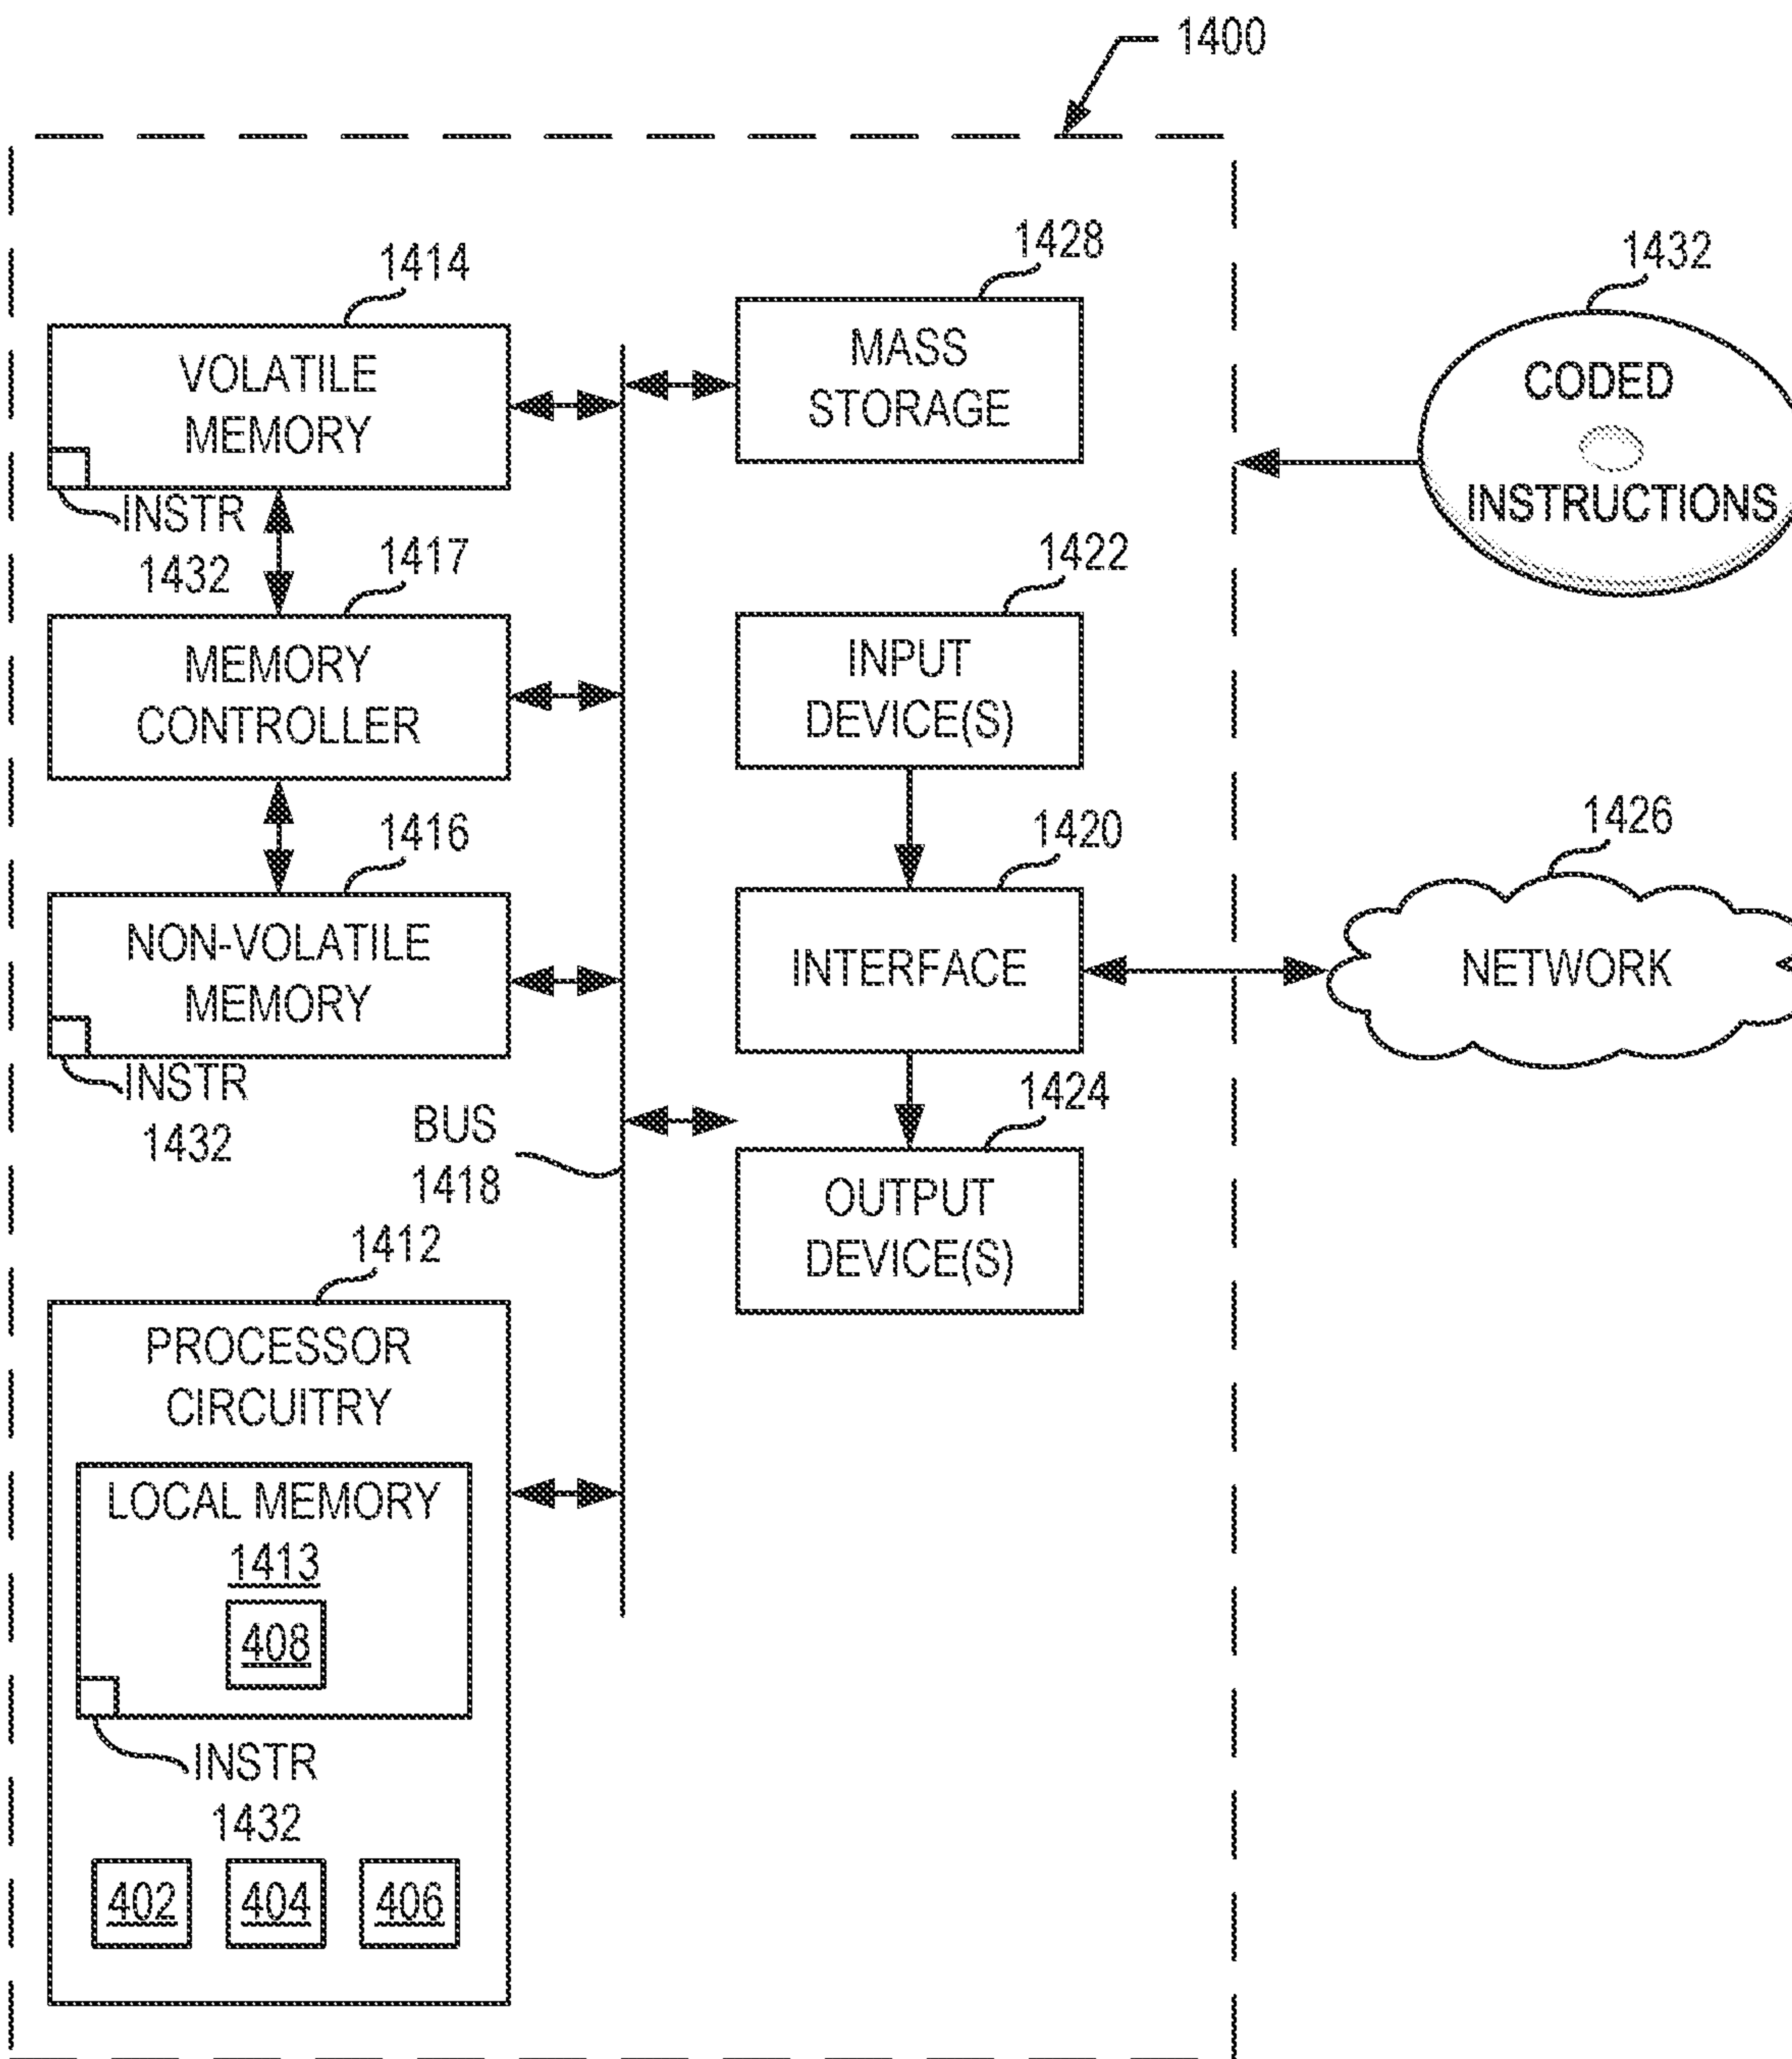 1400
1414
VOLATILE
MEMORY
INSTR
1432
1417
MEMORY
CONTROLLER
1416
NON-VOLATILE
MEMORY
INSTR
1432
BUS
1418
1412
PROCESSOR
CIRCUITRY
LOCAL MEMORY
1413
408
INSTR
1432
402
404
406
1428
MASS
STORAGE
1422
INPUT
DEVICE(S)
1420
INTERFACE
1424
OUTPUT
DEVICE(S)
1432
CODED
INSTRUCTIONS
1426
NETWORK